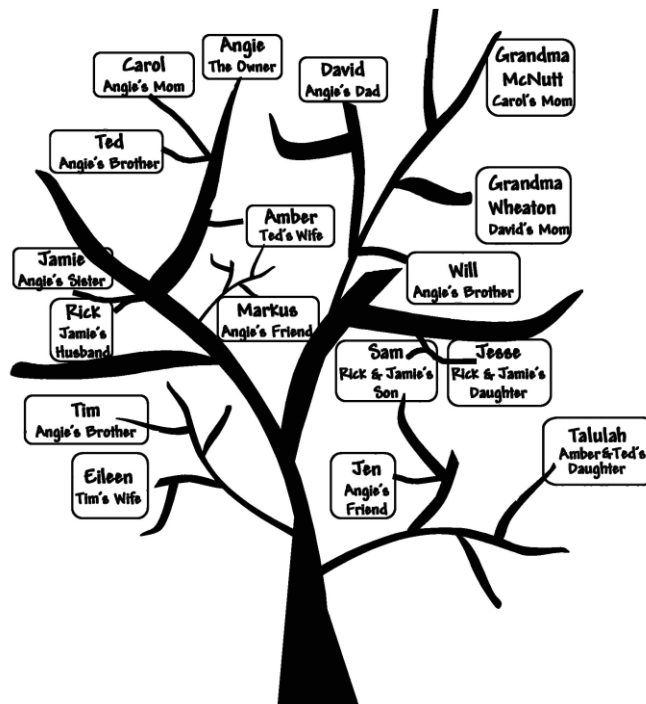 Angie
The Owner
Carol
Angie's Mom
David
Angie's Dad
Grandma
McNutt
Carol's Mom
Ted
Angie's Brother
Grandma
Wheaton
David's Mom
Amber
Ted's Wife
Jamie
Angie's Sister
Will
Angie's Brother
Rick
Jamie's
Husband
Markus
Angie's Friend
Sam
Rick & Jamie's
Son
Jesse
Rick & Jamie's
Daughter
Tim
Angie's Brother
Talulah
Amber & Ted's
Daughter
Eileen
Tim's Wife
Jen
Angie's
Friend